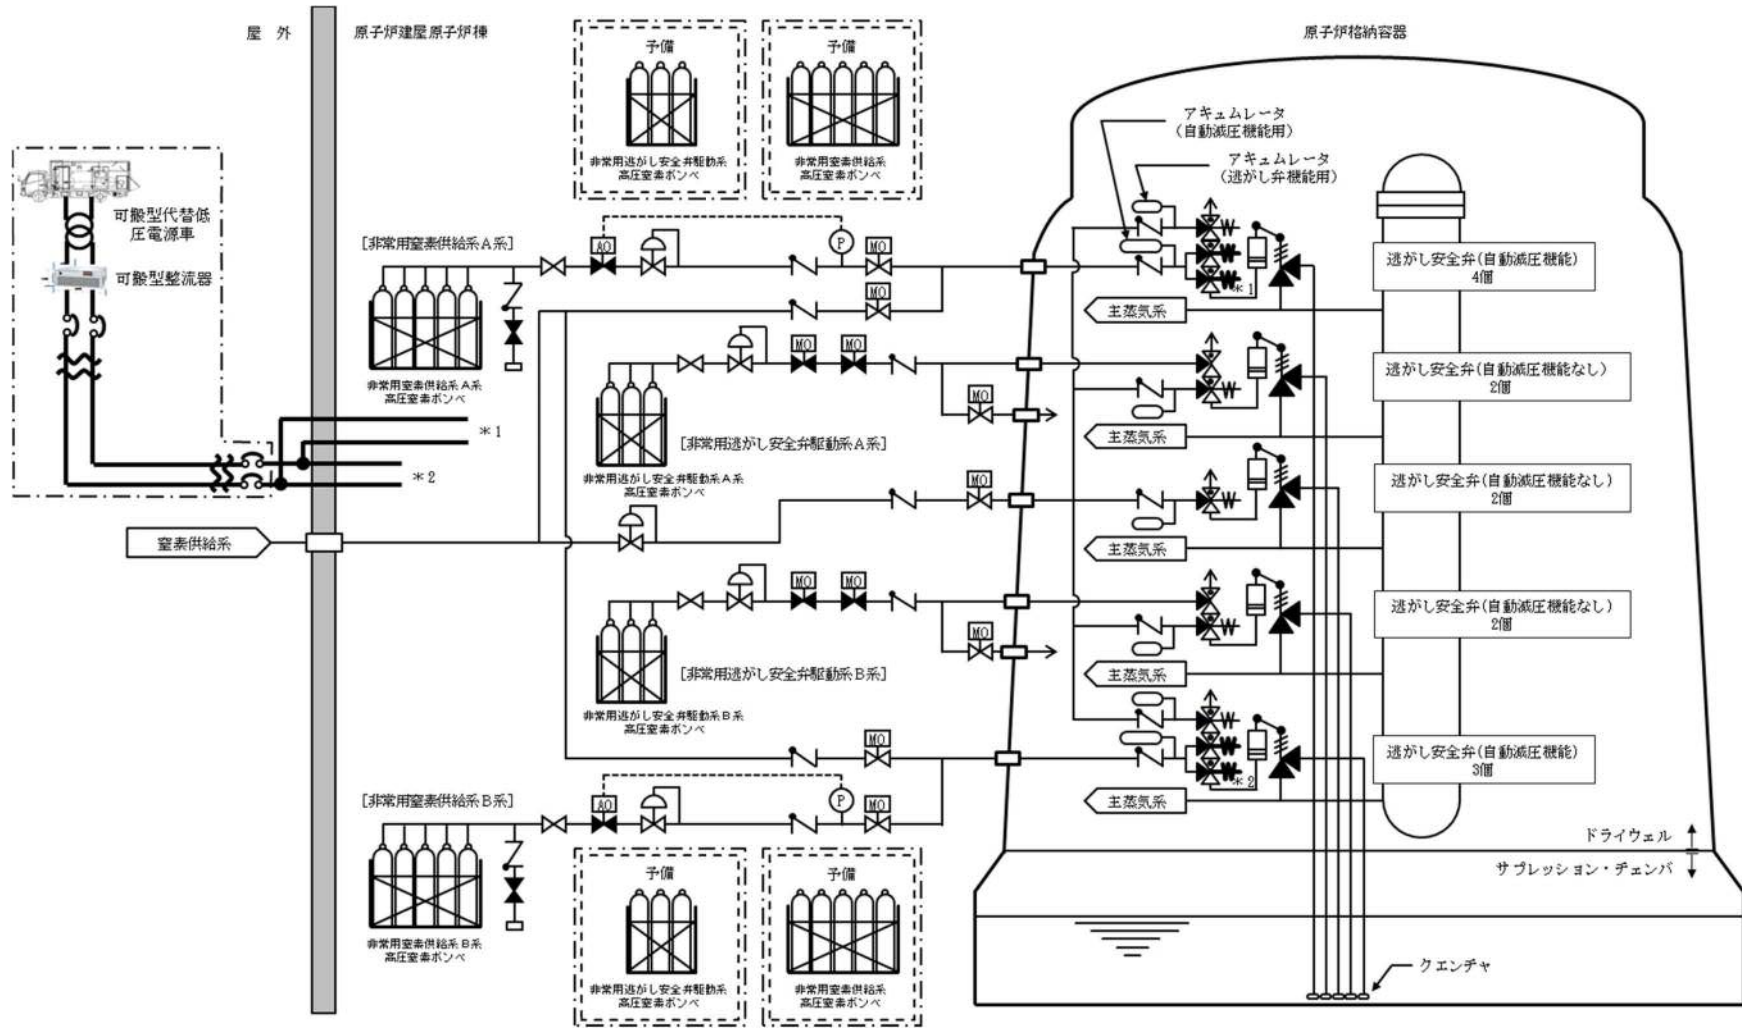 屋 外
原子炉建屋原子炉棟
予備
非常用逃がし安全弁駆動系
高圧窒素ボンベ
予備
非常用窒素供給系
高圧窒素ボンベ
原子炉格納容器
アキュムレータ
(自動減圧機能用)
アキュムレータ
(逃がし弁機能用)
可搬型代替低
圧電源車
可搬型整流器
[非常用窒素供給系A系]
AO
P
MO
MO
非常用窒素供給系A系
高圧窒素ボンベ
*1
逃がし安全弁(自動減圧機能)
4個
主蒸気系
MO
MO
MO
[非常用逃がし安全弁駆動系A系]
非常用逃がし安全弁駆動系A系
高圧窒素ボンベ
逃がし安全弁(自動減圧機能なし)
2個
主蒸気系
*1
*2
MO
逃がし安全弁(自動減圧機能なし)
2個
主蒸気系
窒素供給系
MO
MO
MO
[非常用逃がし安全弁駆動系B系]
非常用逃がし安全弁駆動系B系
高圧窒素ボンベ
逃がし安全弁(自動減圧機能なし)
2個
主蒸気系
MO
*2
逃がし安全弁(自動減圧機能)
3個
主蒸気系
[非常用窒素供給系B系]
AO
P
MO
非常用窒素供給系B系
高圧窒素ボンベ
予備
非常用逃がし安全弁駆動系
高圧窒素ボンベ
予備
非常用窒素供給系
高圧窒素ボンベ
ドライウェル
サプレッション・チェンバ
クエンチャ